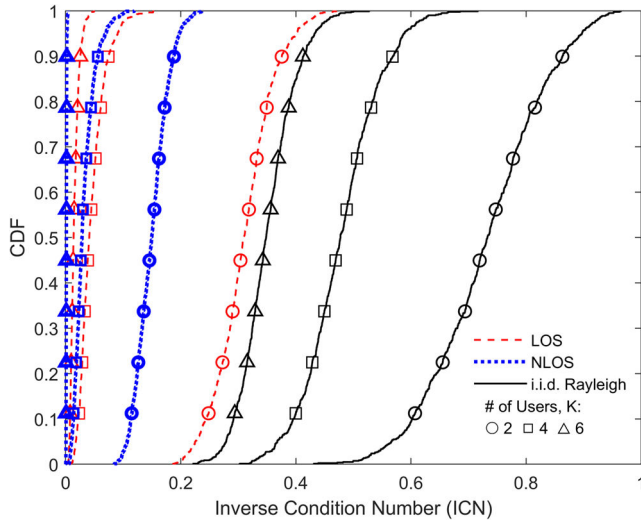 1
0.9
0.8
0.7
0.6
0.5
0.4
0.3
0.2
0.1
0
CDF
LOS
NLOS
i.i.d. Rayleigh
# of Users, K:
2 4 6
0 0.2 0.4 0.6 0.8 1
Inverse Condition Number (ICN)